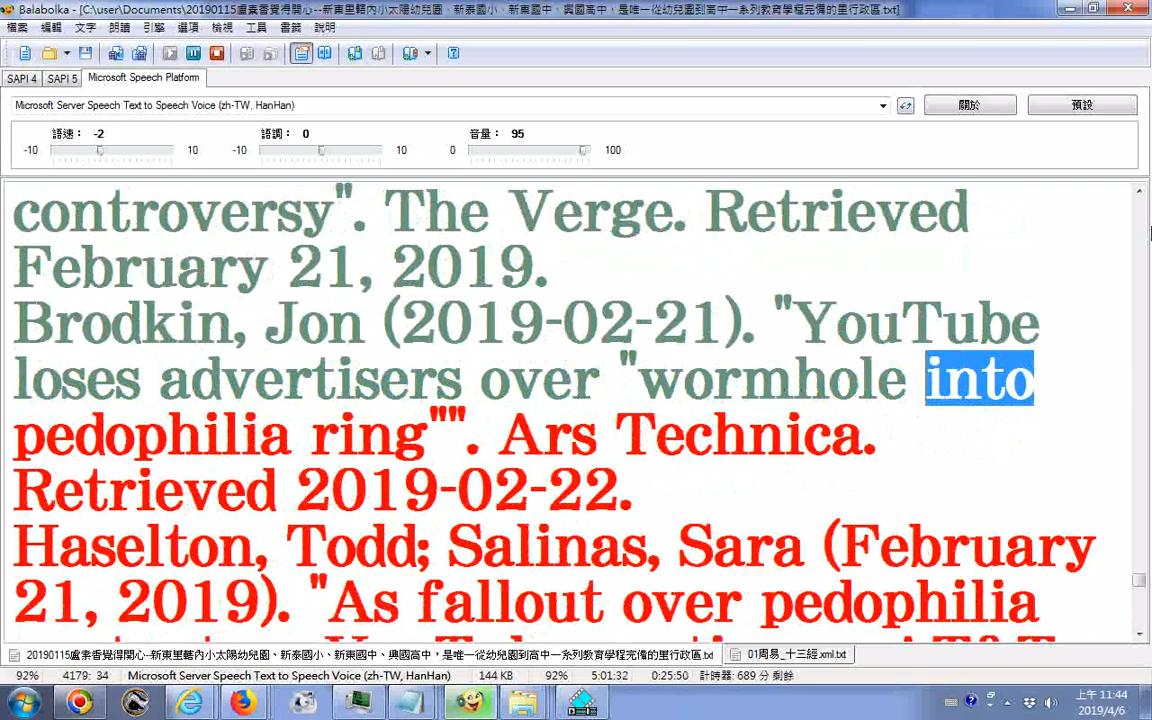 Balabolka - [C:\user\Documents\20190115盧素香覺得開心--新東里轄內小太陽幼兒園、新泰國小、新東國中、興國高中，是唯一從幼兒園到高中一系列教育學程完備的里行政區.txt]
檔案 編輯 文字 朗讀 引擎 選項 檢視 工具 書籤 說明
SAPI 4 SAPI 5 Microsoft Speech Platform
Microsoft Server Speech Text to Speech Voice (zh-TW, HanHan) 關於 預設
語速： -2 語調： 0 音量： 95
-10 10 -10 10 0 100
controversy". The Verge. Retrieved
February 21, 2019.
Brodkin, Jon (2019-02-21). "YouTube
loses advertisers over "wormhole into
pedophilia ring"". Ars Technica.
Retrieved 2019-02-22.
Haselton, Todd; Salinas, Sara (February
21, 2019). "As fallout over pedophilia
20190115盧素香覺得開心--新東里轄內小太陽幼兒園、新泰國小、新東國中、興國高中，是唯一從幼兒園到高中一系列教育學程完備的里行政區.txt 01周易_十三經.xml.txt
92% 4179: 34 Microsoft Server Speech Text to Speech Voice (zh-TW, HanHan) 144 KB 92% 5:01:32 0:25:50 計時器: 689 分 剩餘
上午 11:44
2019/4/6